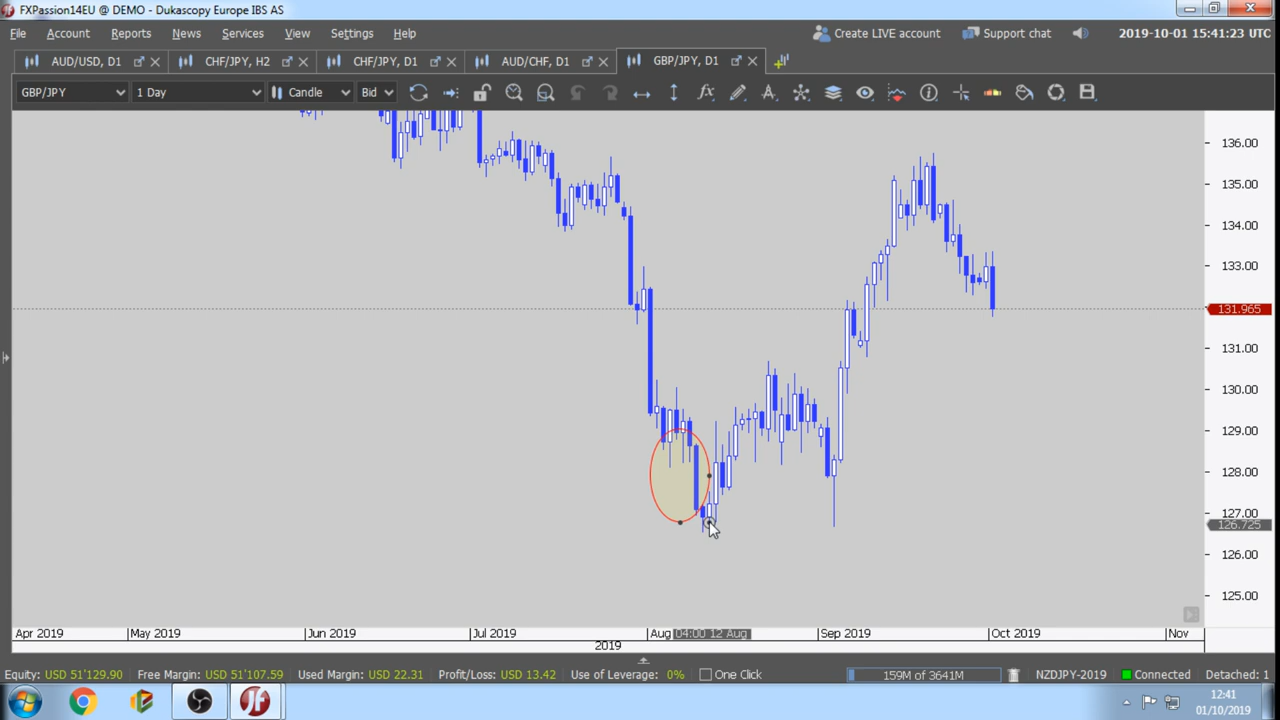 FXPassion14EU @ DEMO - Dukascopy Europe IBS AS
File Account Reports News Services View Settings Help Create LIVE account Support chat 2019-10-01 15:41:23 UTC
AUD/USD, D1 CHF/JPY, H2 CHF/JPY, D1 AUD/CHF, D1 GBP/JPY, D1
GBP/JPY 1 Day Candle Bid
136.00
135.00
134.00
133.00
131.965
131.00
130.00
129.00
128.00
127.00
126.725
126.00
125.00
Apr 2019 May 2019 Jun 2019 Jul 2019 Aug 04:00 12 Aug Sep 2019 Oct 2019 Nov
2019
Equity: USD 51'129.90 Free Margin: USD 51'107.59 Used Margin: USD 22.31 Profit/Loss: USD 13.42 Use of Leverage: 0% One Click 159M of 3641M NZDJPY-2019 Connected Detached: 1
12:41
01/10/2019